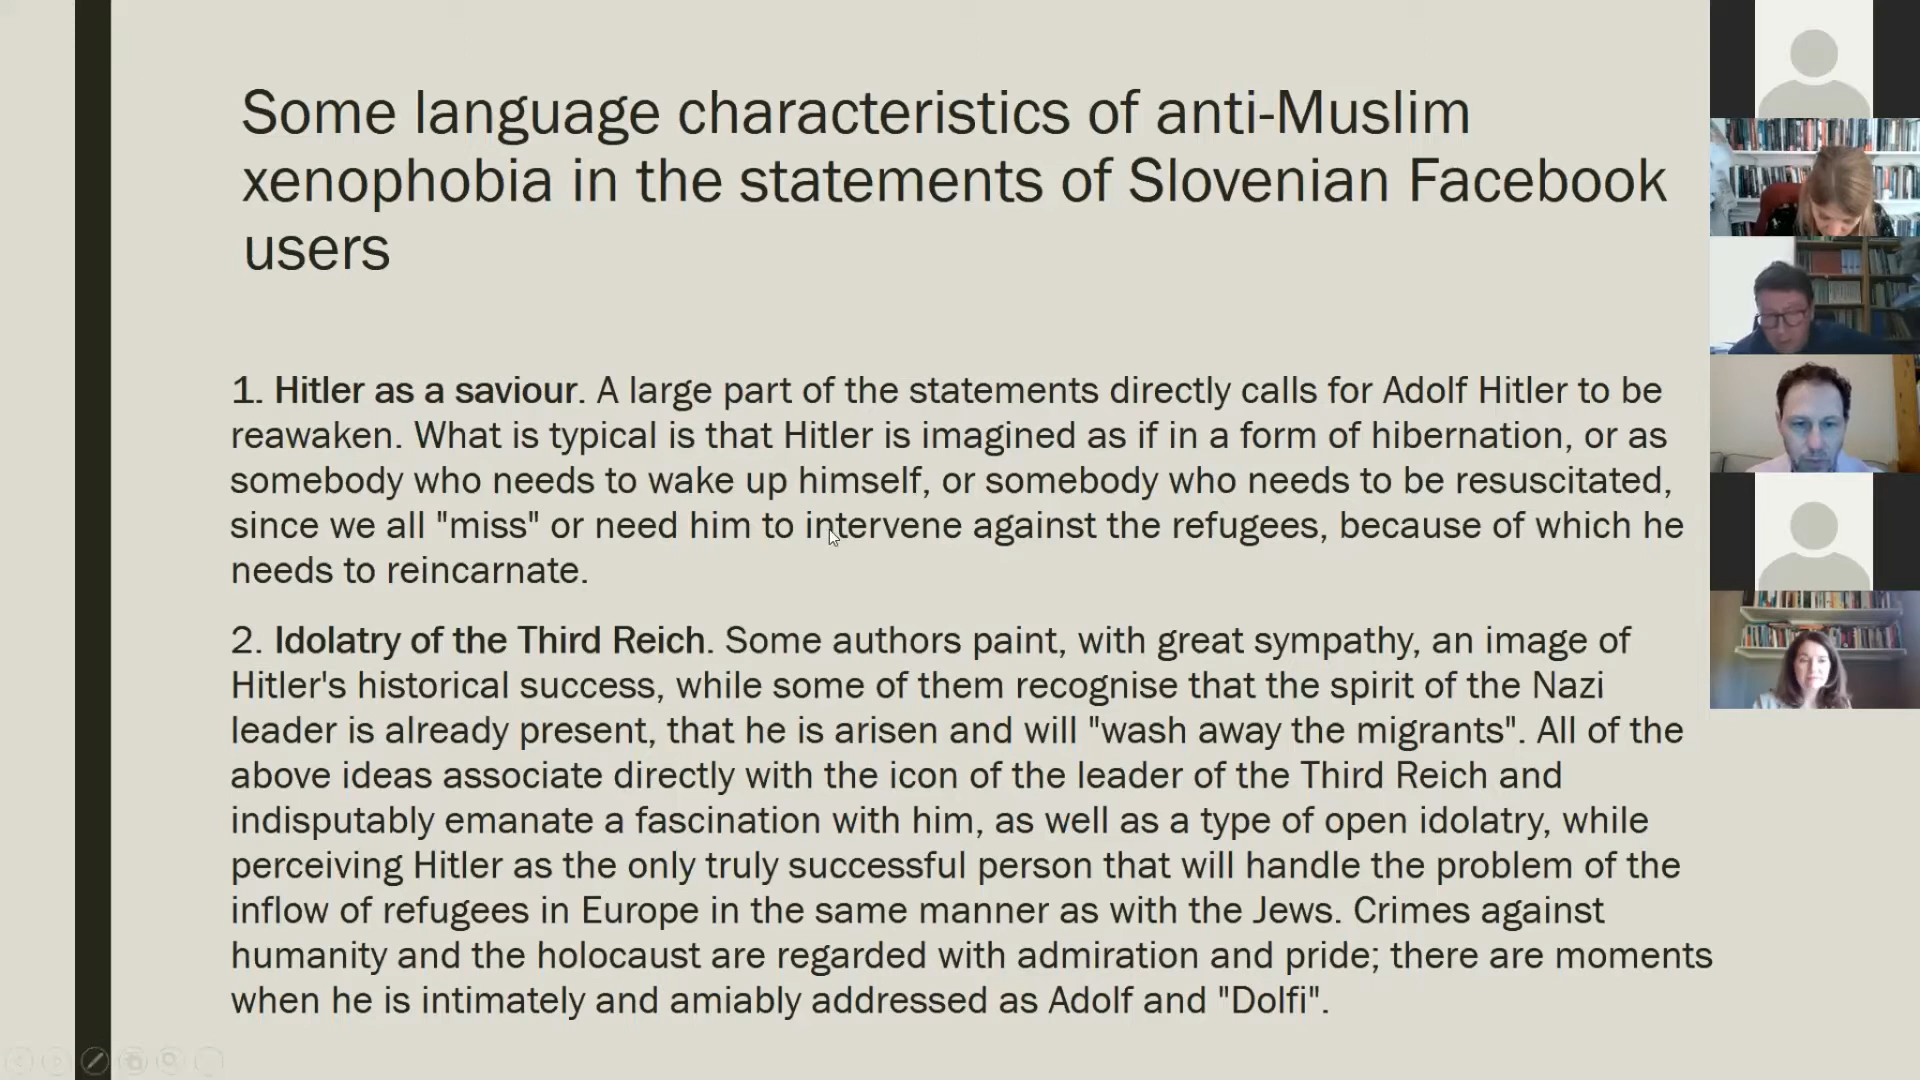 Some language characteristics of anti-Muslim
xenophobia in the statements of Slovenian Facebook
users
1. Hitler as a saviour. A large part of the statements directly calls for Adolf Hitler to be
reawaken. What is typical is that Hitler is imagined as if in a form of hibernation, or as
somebody who needs to wake up himself, or somebody who needs to be resuscitated,
since we all "miss" or need him to intervene against the refugees, because of which he
needs to reincarnate.
2. Idolatry of the Third Reich. Some authors paint, with great sympathy, an image of
Hitler's historical success, while some of them recognise that the spirit of the Nazi
leader is already present, that he is arisen and will "wash away the migrants". All of the
above ideas associate directly with the icon of the leader of the Third Reich and
indisputably emanate a fascination with him, as well as a type of open idolatry, while
perceiving Hitler as the only truly successful person that will handle the problem of the
inflow of refugees in Europe in the same manner as with the Jews. Crimes against
humanity and the holocaust are regarded with admiration and pride; there are moments
when he is intimately and amiably addressed as Adolf and "Dolfi".